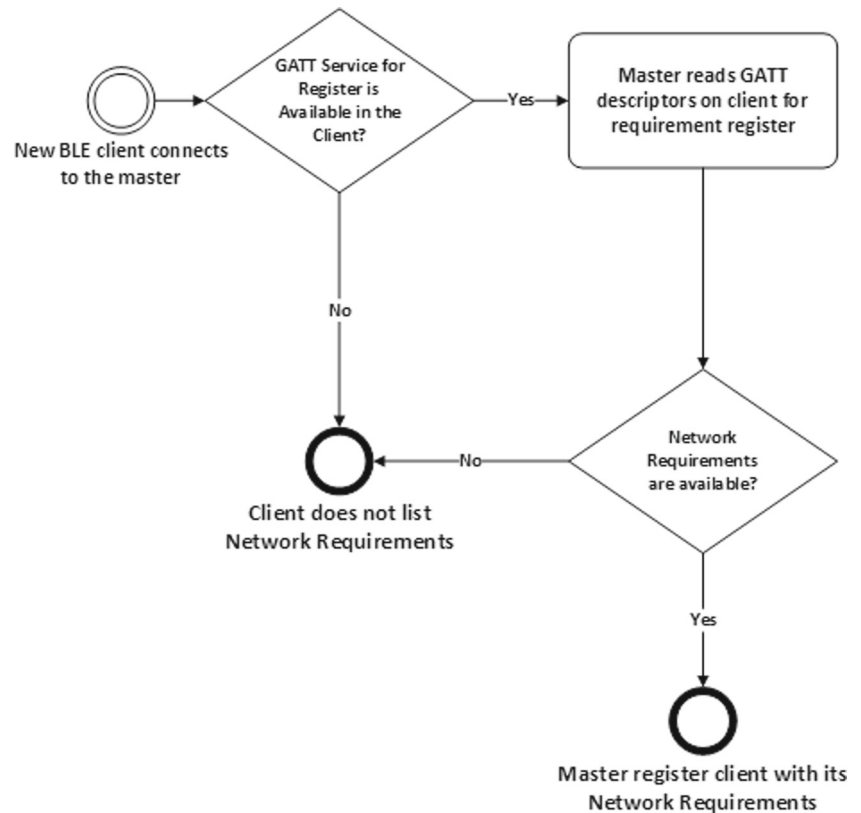 GATT Service for
Register is
Available in the
Client?
Yes
Master reads GATT
descriptors on client for
requirement register
New BLE client connects
to the master
No
Network
Requirements
are available?
No
Client does not list
Network Requirements
Yes
Master register client with its
Network Requirements